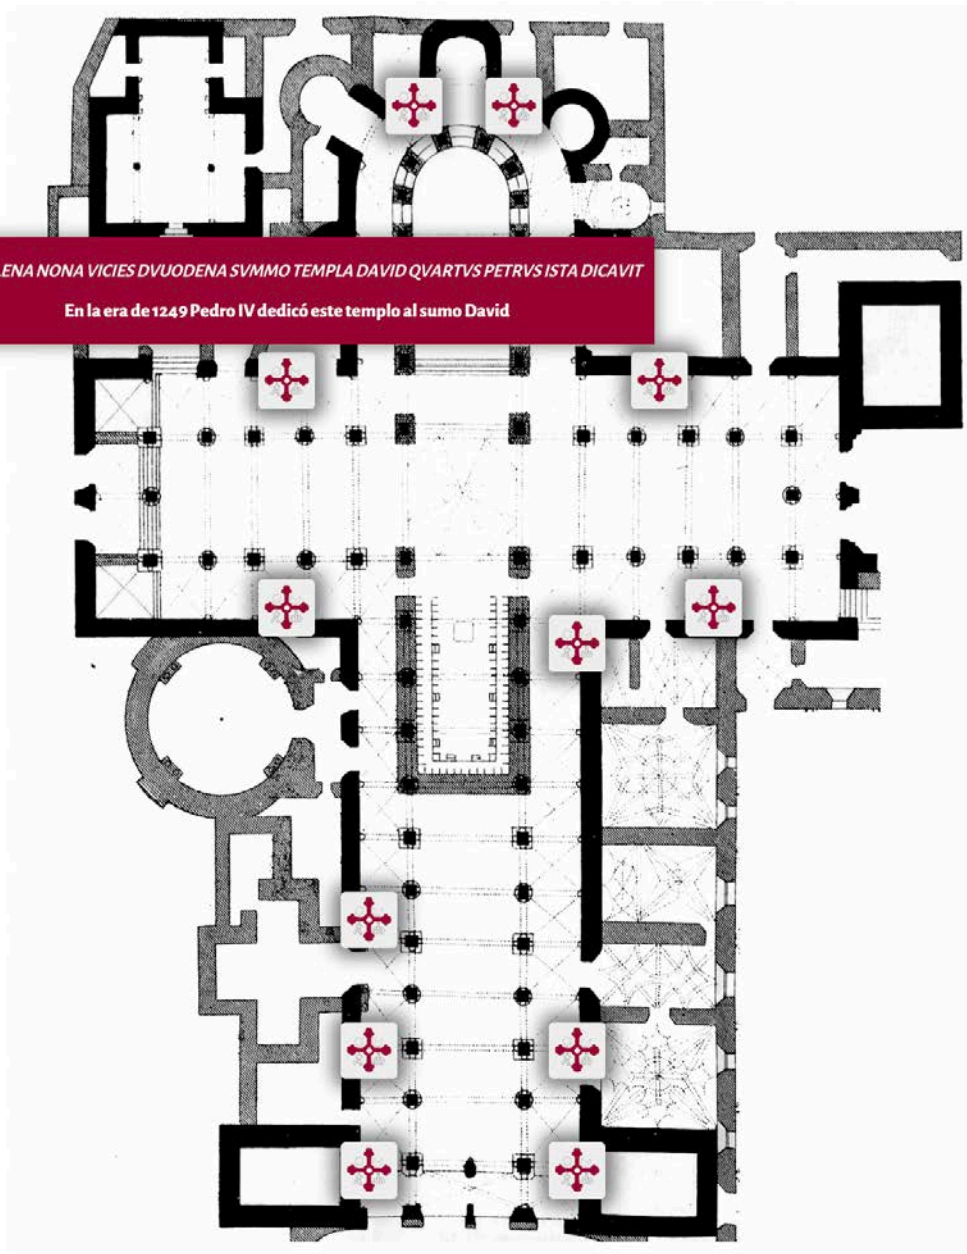 ENA NONA VICIES DVUODENA SVMMO TEMPLA DAVID QVARTVS PETRVS ISTA DICAVIT
En la era de 1249 Pedro IV dedicó este templo al sumo David